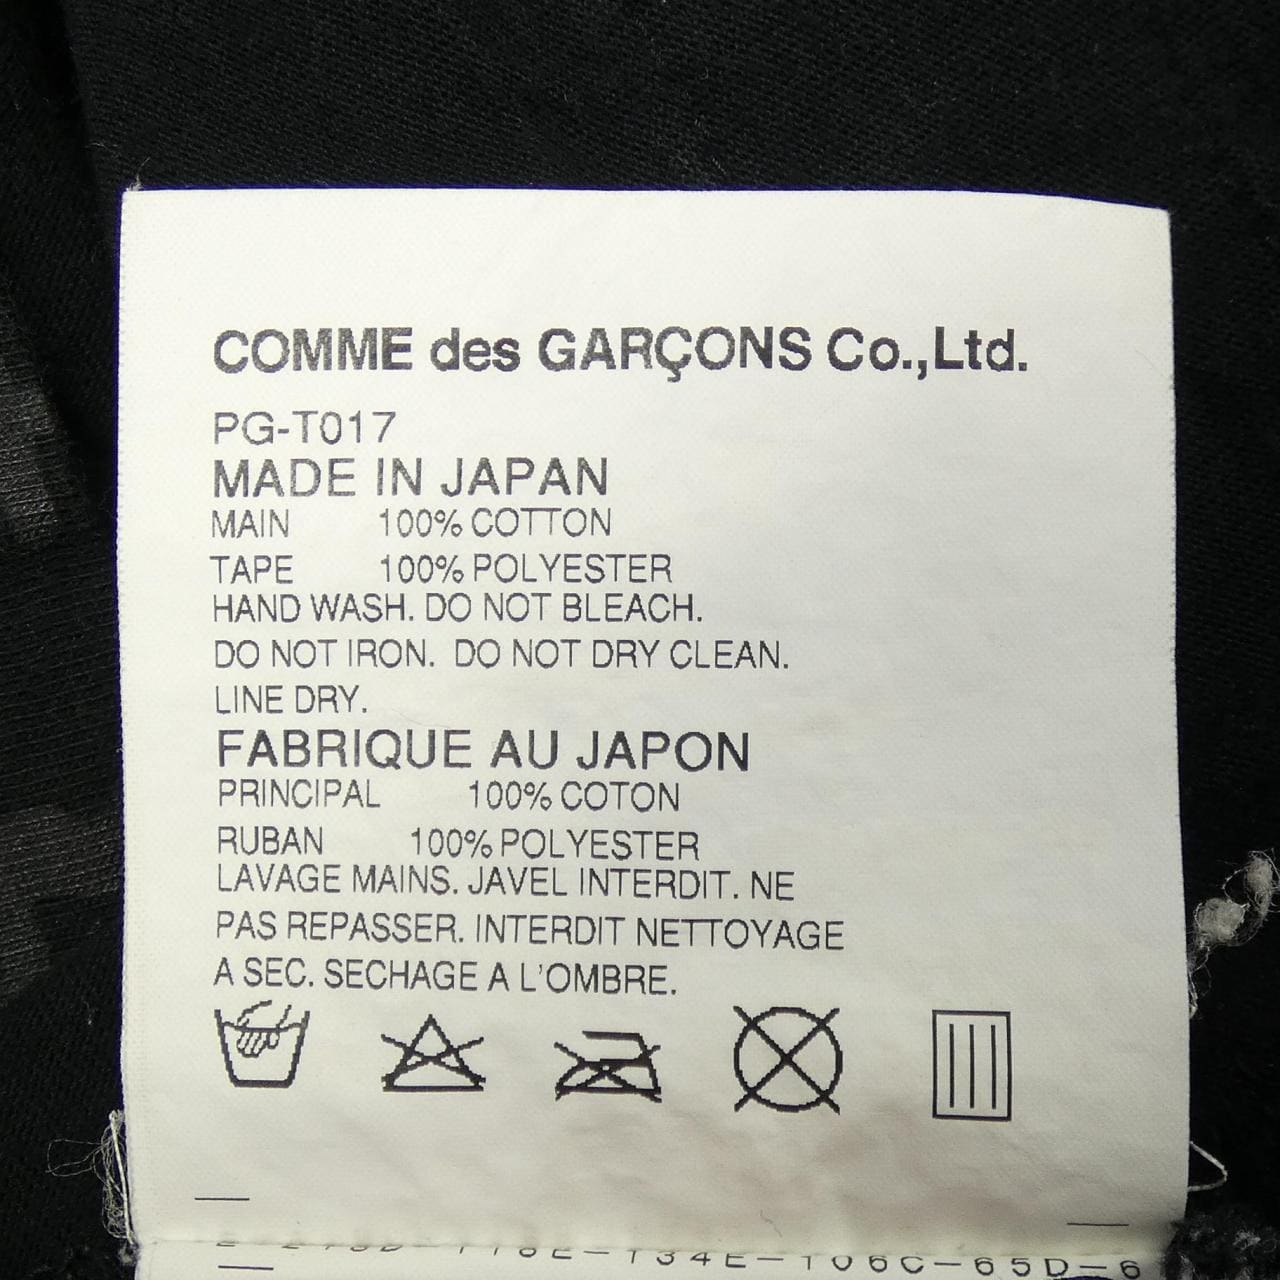 COMME des GARÇONS Co.,Ltd.
PG-T017
MADE IN JAPAN
MAIN 100% COTTON
TAPE 100% POLYESTER
HAND WASH. DO NOT BLEACH.
DO NOT IRON. DO NOT DRY CLEAN.
LINE DRY.
FABRIQUE AU JAPON
PRINCIPAL 100% COTON
RUBAN 100% POLYESTER
LAVAGE MAINS. JAVEL INTERDIT. NE
PAS REPASSER. INTERDIT NETTOYAGE
A SEC. SECHAGE A L'OMBRE.